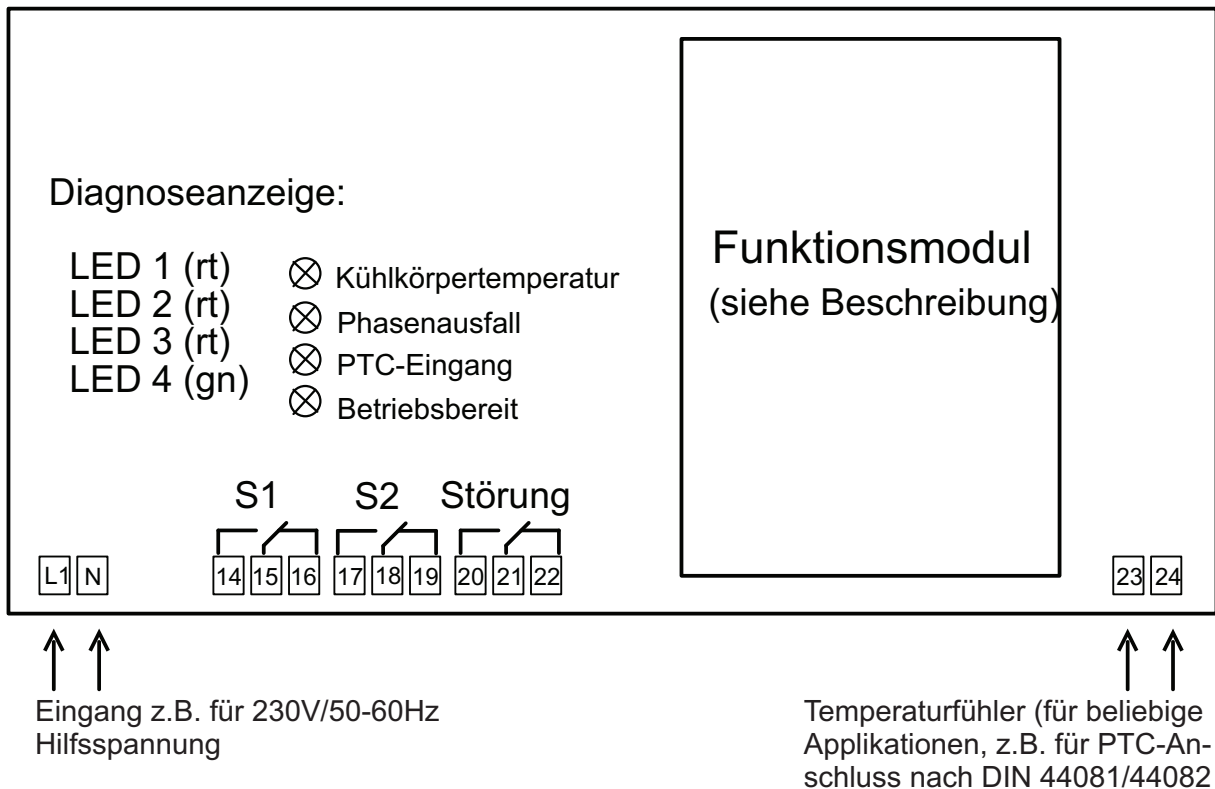 Diagnoseanzeige:
LED 1 (rt) Kühlkörpertemperatur
LED 2 (rt) Phasenausfall
LED 3 (rt) PTC-Eingang
LED 4 (gn) Betriebsbereit
Funktionsmodul
(siehe Beschreibung)
S1 S2 Störung
L1 N 14 15 16 17 18 19 20 21 22 23 24
Eingang z.B. für 230V/50-60Hz
Hilfsspannung
Temperaturfühler (für beliebige
Applikationen, z.B. für PTC-An-
schluss nach DIN 44081/44082